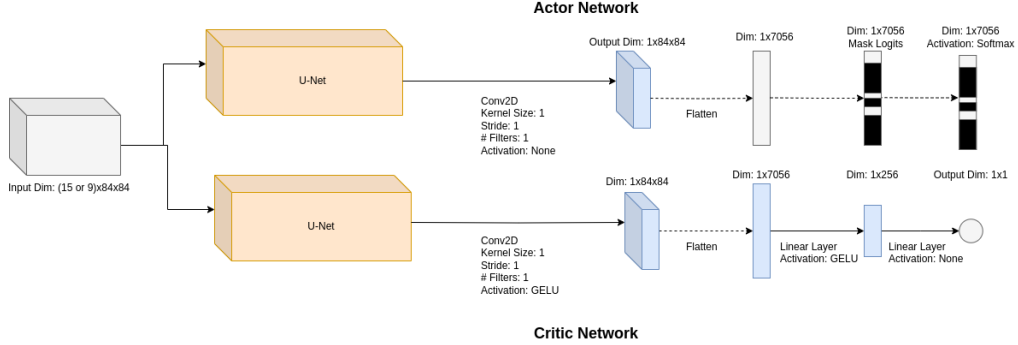 Actor Network
U-Net
Output Dim: 1x84x84
Dim: 1x7056
Dim: 1x7056
Mask Logits
Dim: 1x7056
Activation: Softmax
Conv2D
Kernel Size: 1
Stride: 1
# Filters: 1
Activation: None
Flatten
Input Dim: (15 or 9)x84x84
U-Net
Dim: 1x84x84
Dim: 1x7056
Dim: 1x256
Output Dim: 1x1
Conv2D
Kernel Size: 1
Stride: 1
# Filters: 1
Activation: GELU
Flatten
Linear Layer
Activation: GELU
Linear Layer
Activation: None
Critic Network